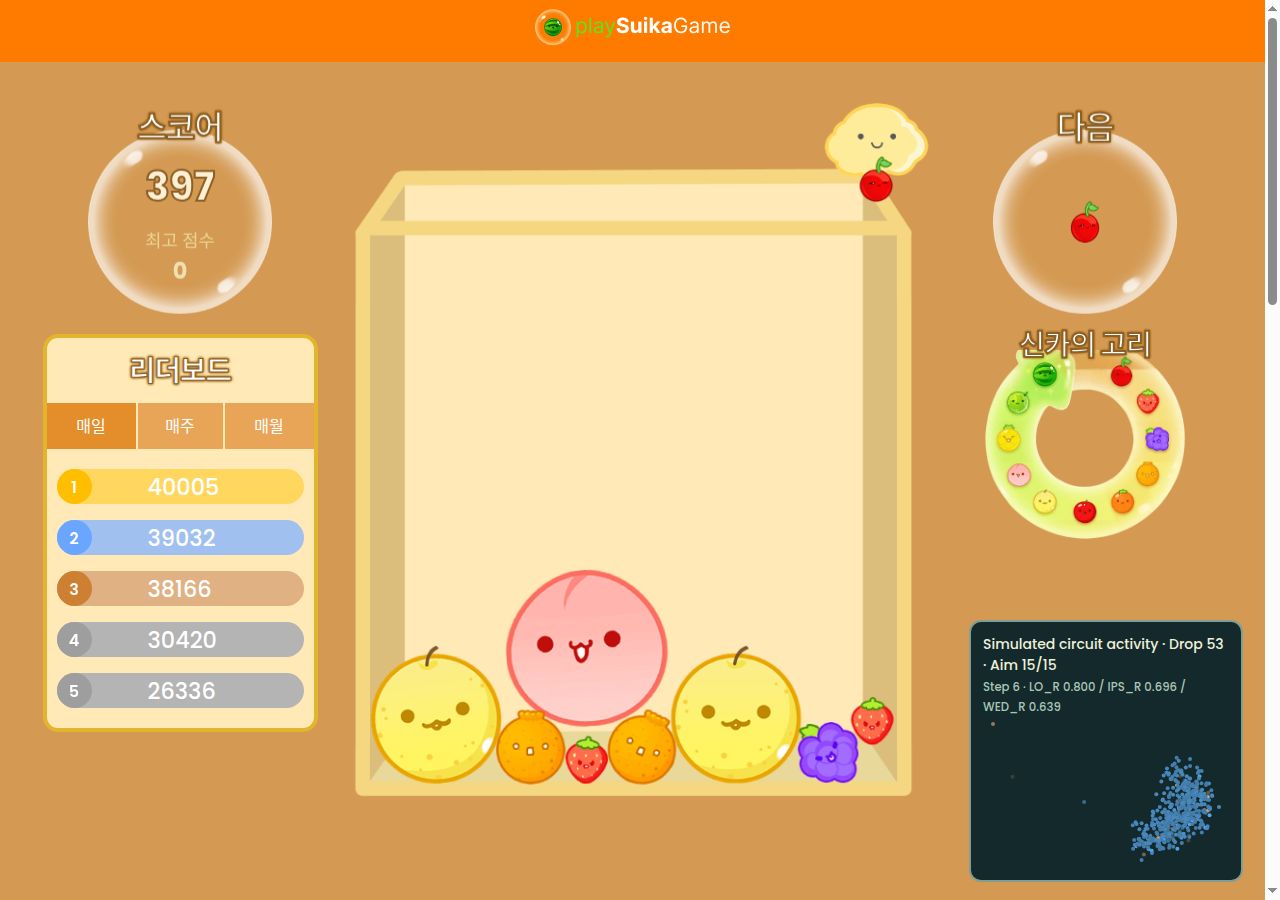 playSuikaGame
스코어
397
최고 점수
0
다음
신카의 고리
리더보드
매일 매주 매월
1 40005
2 39032
3 38166
4 30420
5 26336
Simulated circuit activity · Drop 53
· Aim 15/15
Step 6 · LO_R 0.800 / IPS_R 0.696 /
WED_R 0.639